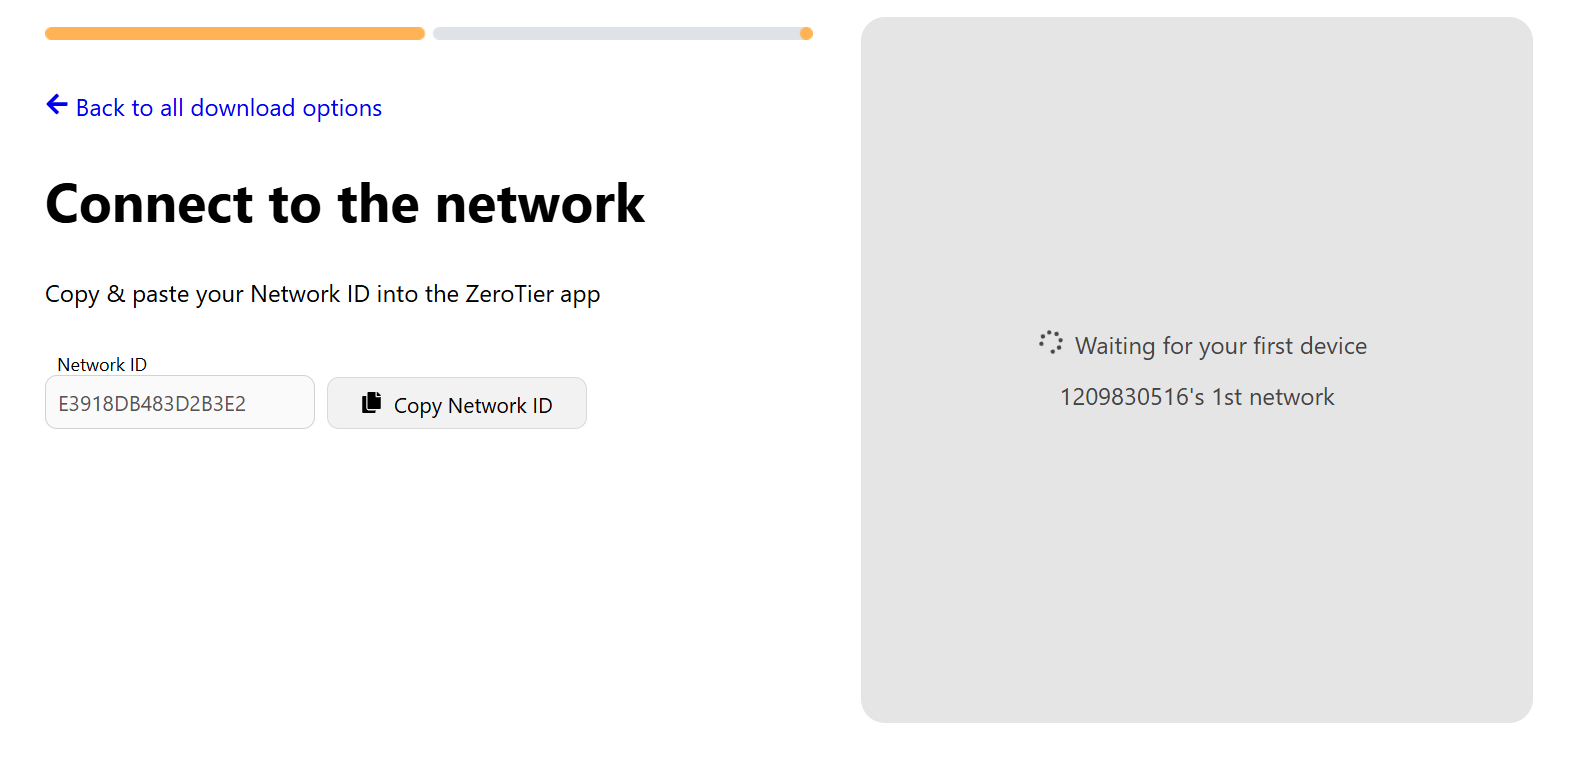 Back to all download options
Connect to the network
Copy & paste your Network ID into the ZeroTier app
Network ID
E3918DB483D2B3E2
Copy Network ID
Waiting for your first device
1209830516's 1st network